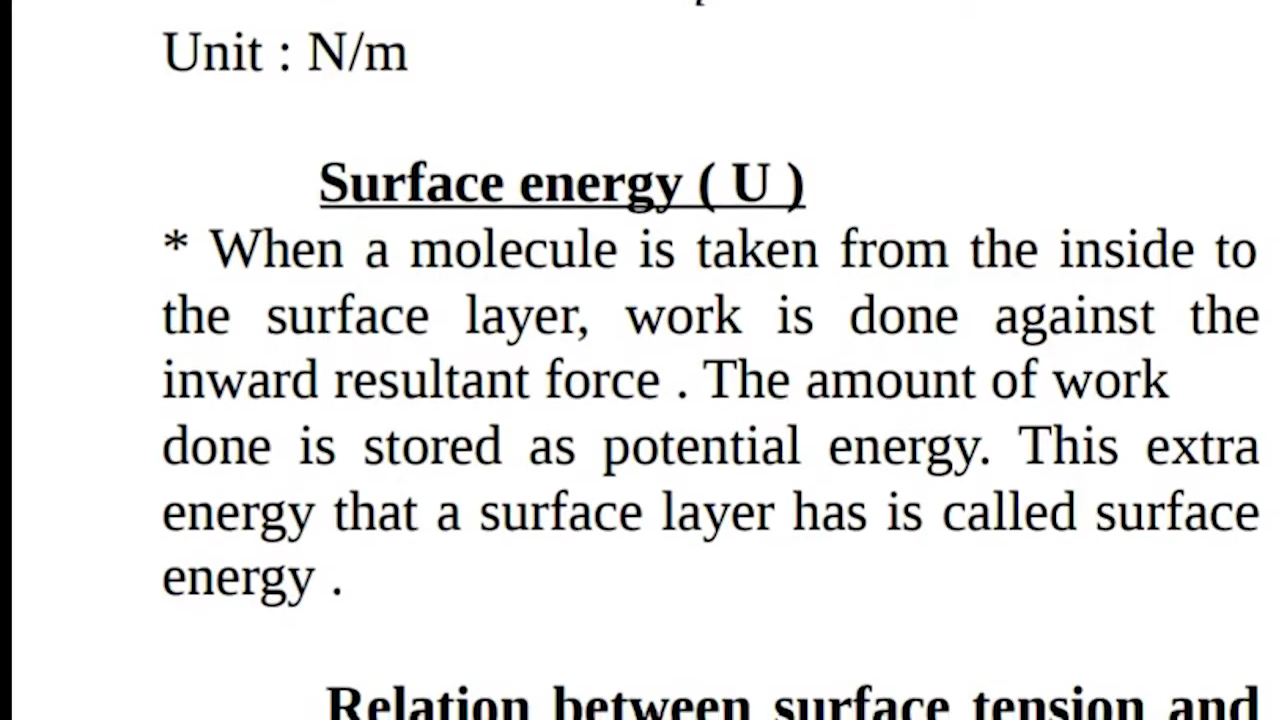 Unit : N/m
Surface energy ( U )
* When a molecule is taken from the inside to
the surface layer, work is done against the
inward resultant force . The amount of work
done is stored as potential energy. This extra
energy that a surface layer has is called surface
energy .
Relation between surface tension and